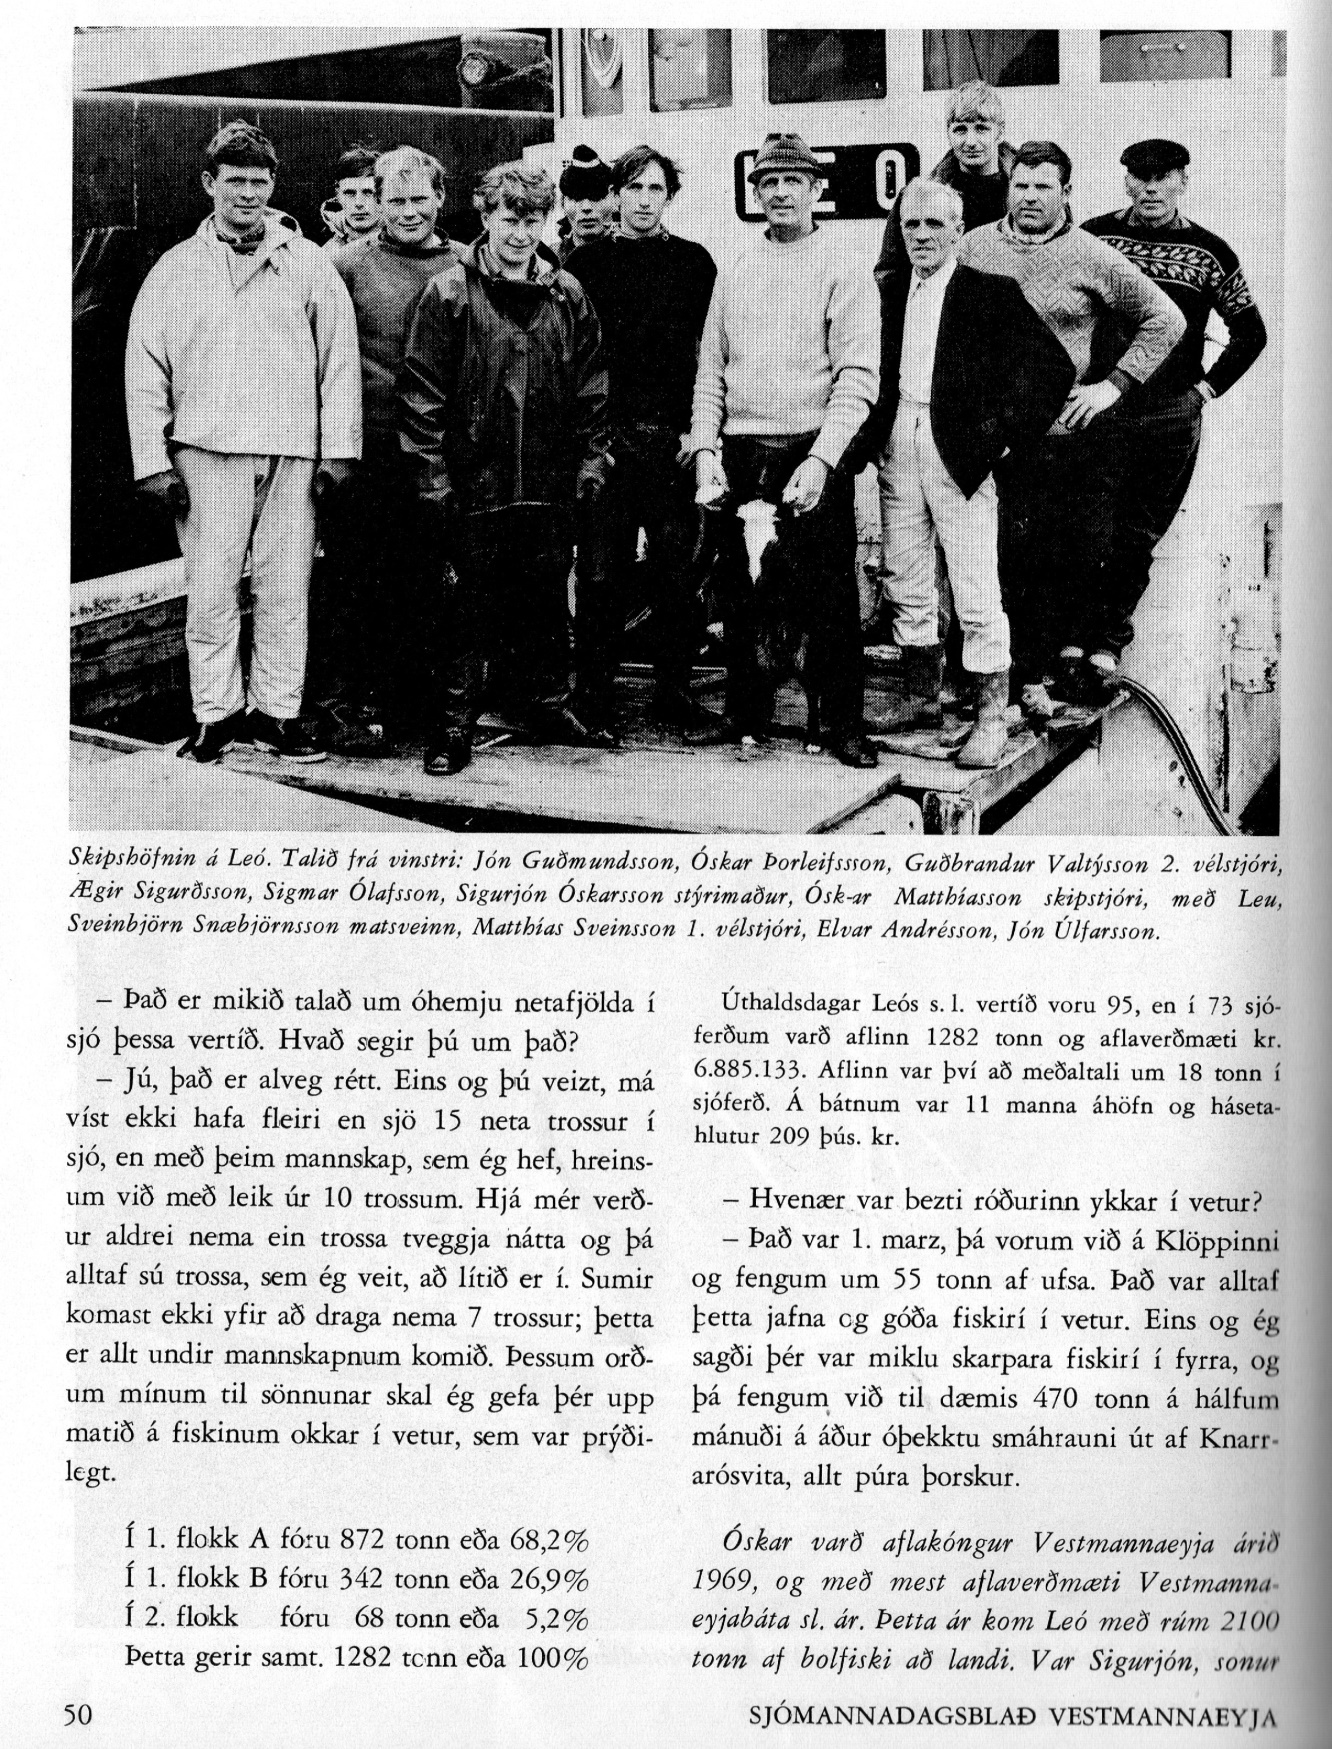 VE 0
Skipshöfnin á Leó. Talið frá vinstri: Jón Guðmundsson, Óskar Þorleifssson, Guðbrandur Valtýsson 2. vélstjóri,
Ægir Sigurðsson, Sigmar Ólafsson, Sigurjón Óskarsson stýrimaður, Ósk-ar Matthíasson skipstjóri, með Leu,
Sveinbjörn Snæbjörnsson matsveinn, Matthías Sveinsson 1. vélstjóri, Elvar Andrésson, Jón Úlfarsson.
– Það er mikið talað um óhemju netafjölda í
sjó þessa vertíð. Hvað segir þú um það?
– Jú, það er alveg rétt. Eins og þú veizt, má
víst ekki hafa fleiri en sjö 15 neta trossur í
sjó, en með þeim mannskap, sem ég hef, hreins-
um við með leik úr 10 trossum. Hjá mér verð-
ur aldrei nema ein trossa tveggja nátta og þá
alltaf sú trossa, sem ég veit, að lítið er í. Sumir
komast ekki yfir að draga nema 7 trossur; þetta
er allt undir mannskapnum komið. Þessum orð-
um mínum til sönnunar skal ég gefa þér upp
matið á fiskinum okkar í vetur, sem var prýði-
legt.
Í 1. flokk A fóru 872 tonn eða 68,2%
Í 1. flokk B fóru 342 tonn eða 26,9%
Í 2. flokk fóru 68 tonn eða 5,2%
Þetta gerir samt. 1282 tonn eða 100%
Úthaldsdagar Leós s. l. vertíð voru 95, en í 73 sjó-
ferðum varð aflinn 1282 tonn og aflaverðmæti kr.
6.885.133. Aflinn var því að meðaltali um 18 tonn í
sjóferð. Á bátnum var 11 manna áhöfn og háseta-
hlutur 209 þús. kr.
– Hvenær var bezti róðurinn ykkar í vetur?
– Það var 1. marz, þá vorum við á Klöppinni
og fengum um 55 tonn af ufsa. Það var alltaf
þetta jafna og góða fiskirí í vetur. Eins og ég
sagði þér var miklu skarpara fiskirí í fyrra, og
þá fengum við til dæmis 470 tonn á hálfum
mánuði á áður óþekktu smáhrauni út af Knarr-
arósvita, allt púra þorskur.
Óskar varð aflakóngur Vestmannaeyja árið
1969, og með mest aflaverðmæti Vestmanna-
eyjabáta sl. ár. Þetta ár kom Leó með rúm 2100
tonn af bolfiski að landi. Var Sigurjón, sonur
50
SJÓMANNADAGSBLAÐ VESTMANNAEYJA